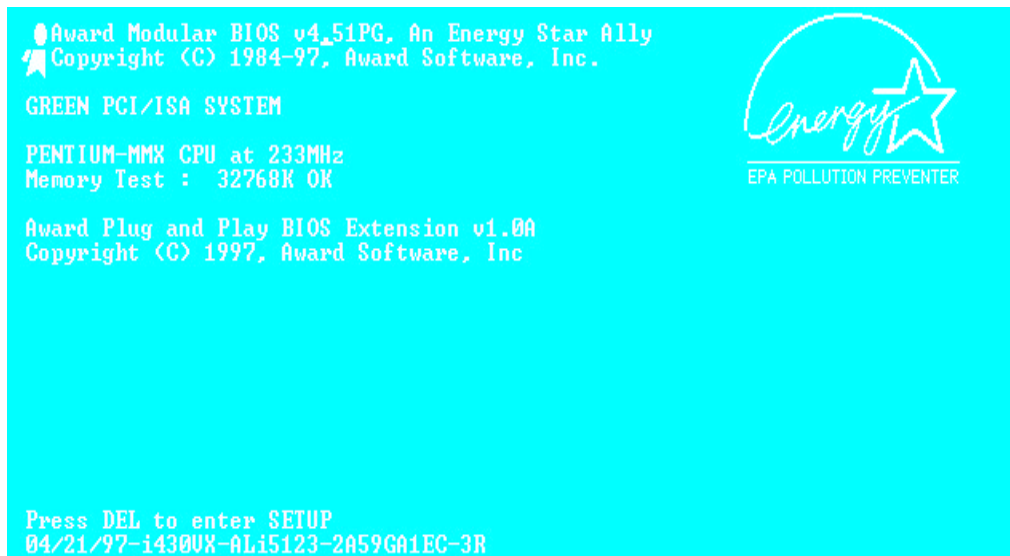 Award Modular BIOS v4.51PG, An Energy Star Ally
Copyright (C) 1984-97, Award Software, Inc.
energy
EPA POLLUTION PREVENTER
GREEN PCI/ISA SYSTEM
PENTIUM-MMX CPU at 233MHz
Memory Test :  32768K OK
Award Plug and Play BIOS Extension v1.0A
Copyright (C) 1997, Award Software, Inc
Press DEL to enter SETUP
04/21/97-i430VX-ALi5123-2A59GA1EC-3R